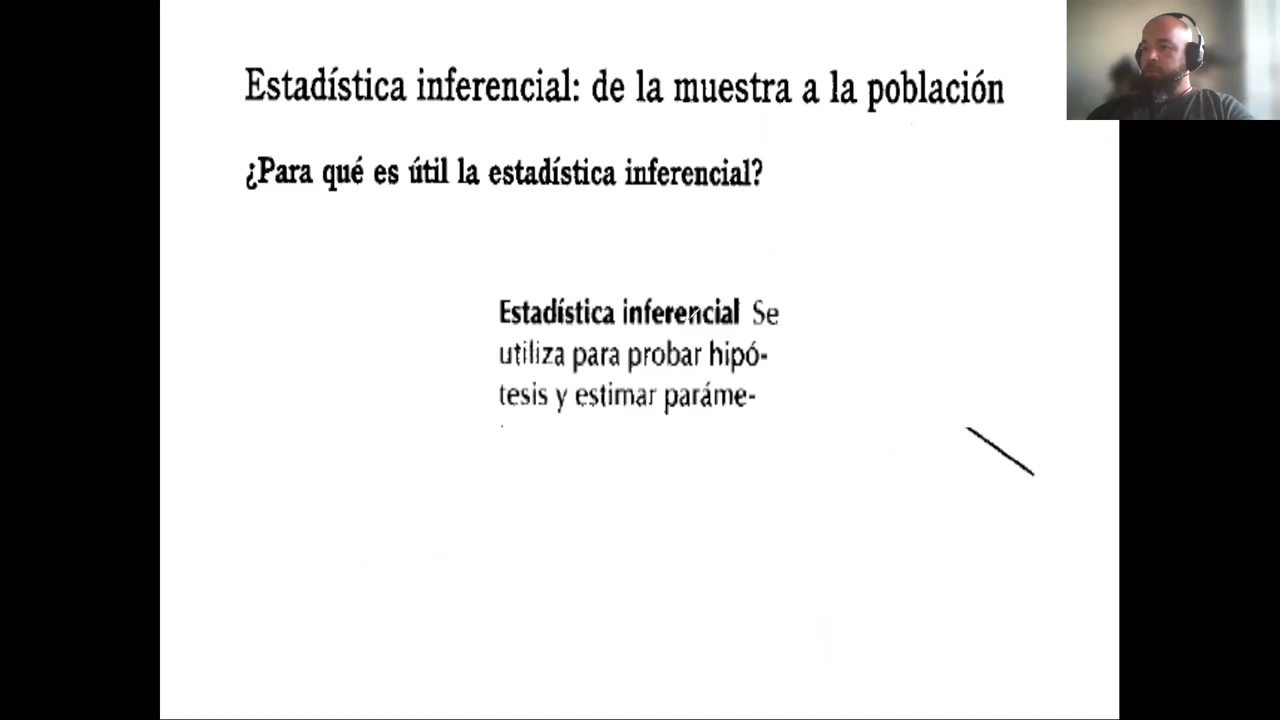 Estadística inferencial: de la muestra a la población
¿Para qué es útil la estadística inferencial?
Estadística inferencial Se
utiliza para probar hipó-
tesis y estimar paráme-